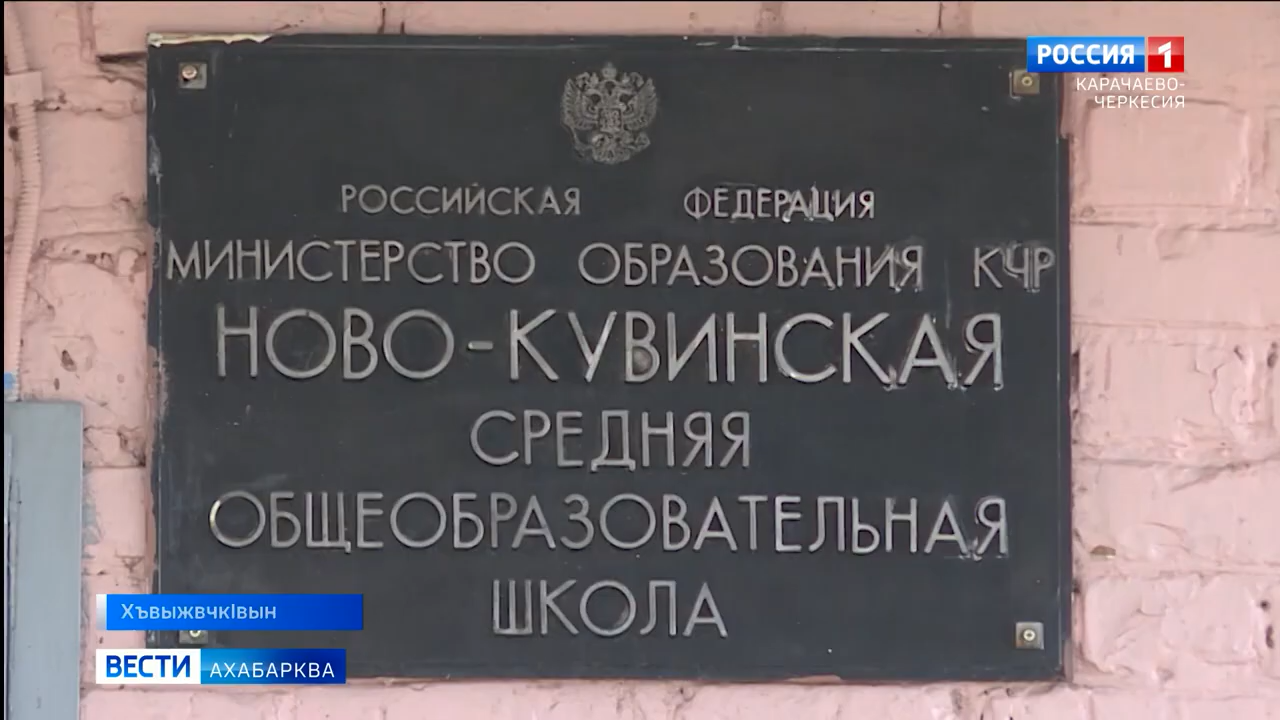 РОССИЯ 1
КАРАЧАЕВО-
ЧЕРКЕСИЯ
РОССИЙСКАЯ ФЕДЕРАЦИЯ
МИНИСТЕРСТВО ОБРАЗОВАНИЯ КЧР
НОВО-КУВИНСКАЯ
СРЕДНЯЯ
ОБЩЕОБРАЗОВАТЕЛЬНАЯ
ШКОЛА
Хъвыжвчкӏвын
ВЕСТИ АХАБАРКВА